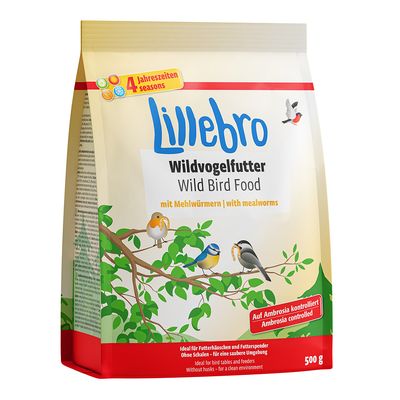 4 Jahreszeiten
seasons
Lillebro
Wildvogelfutter
Wild Bird Food
mit Mehlwürmern | with mealworms
Auf Ambrosia kontrolliert
Ambrosia controlled
Ideal für Futterhäuschen und Futterspender
Ohne Schalen - für eine saubere Umgebung
Ideal for bird tables and feeders
Without husks - for a clean environment
500 g